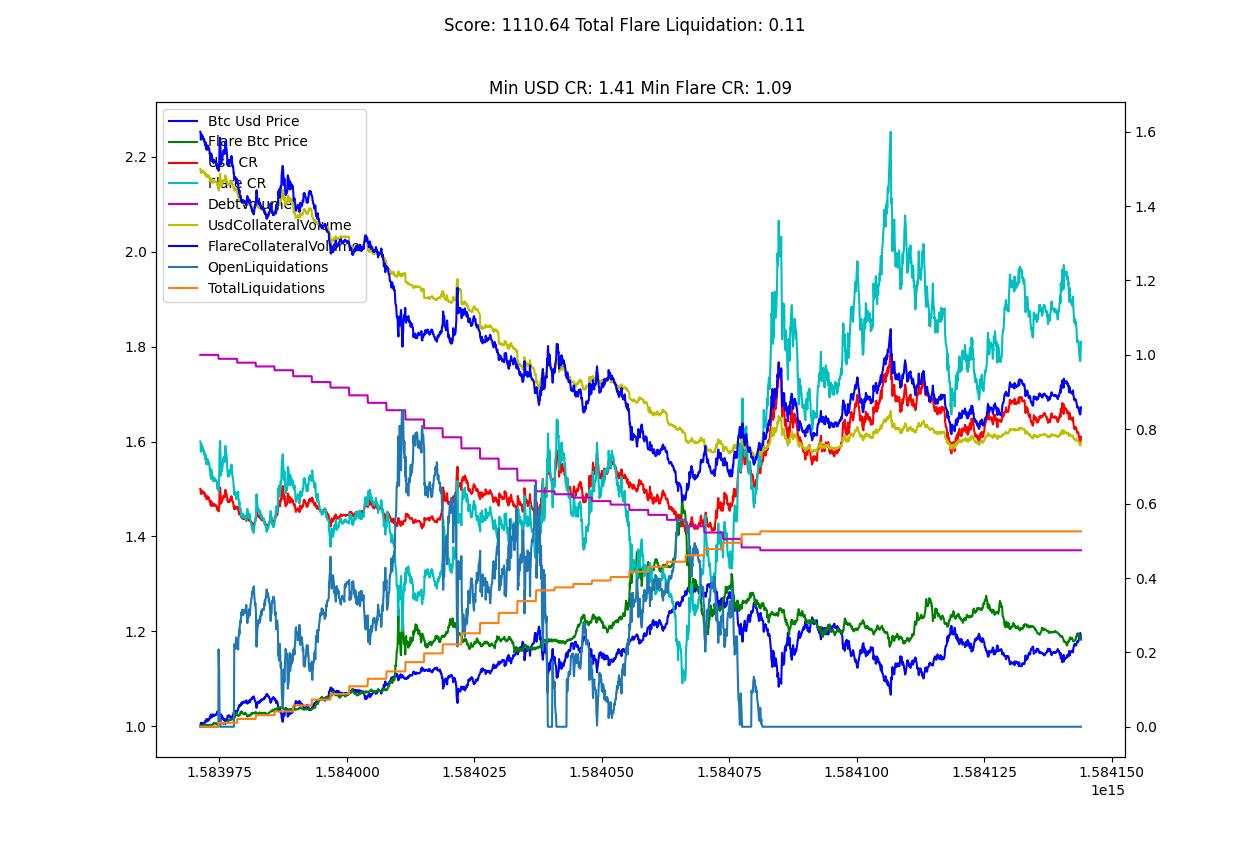 Score: 1110.64 Total Flare Liquidation: 0.11
Min USD CR: 1.41 Min Flare CR: 1.09
Btc Usd Price
Flare Btc Price
Usd CR
Flare CR
DebtVolume
UsdCollateralVolume
FlareCollateralVolume
OpenLiquidations
TotalLiquidations
2.2
2.0
1.8
1.6
1.4
1.2
1.0
1.6
1.4
1.2
1.0
0.8
0.6
0.4
0.2
0.0
1.583975
1.584000
1.584025
1.584050
1.584075
1.584100
1.584125
1.584150
1e15